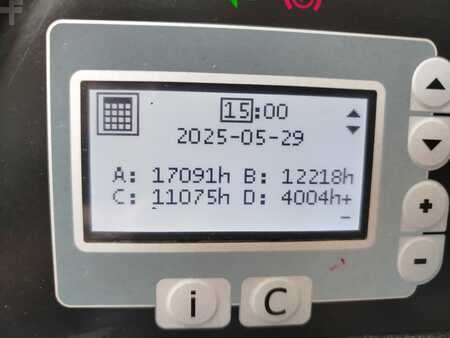 15:00
2025-05-29
A: 17091h B: 12218h
C: 11075h D: 4004h+
i C
+
-